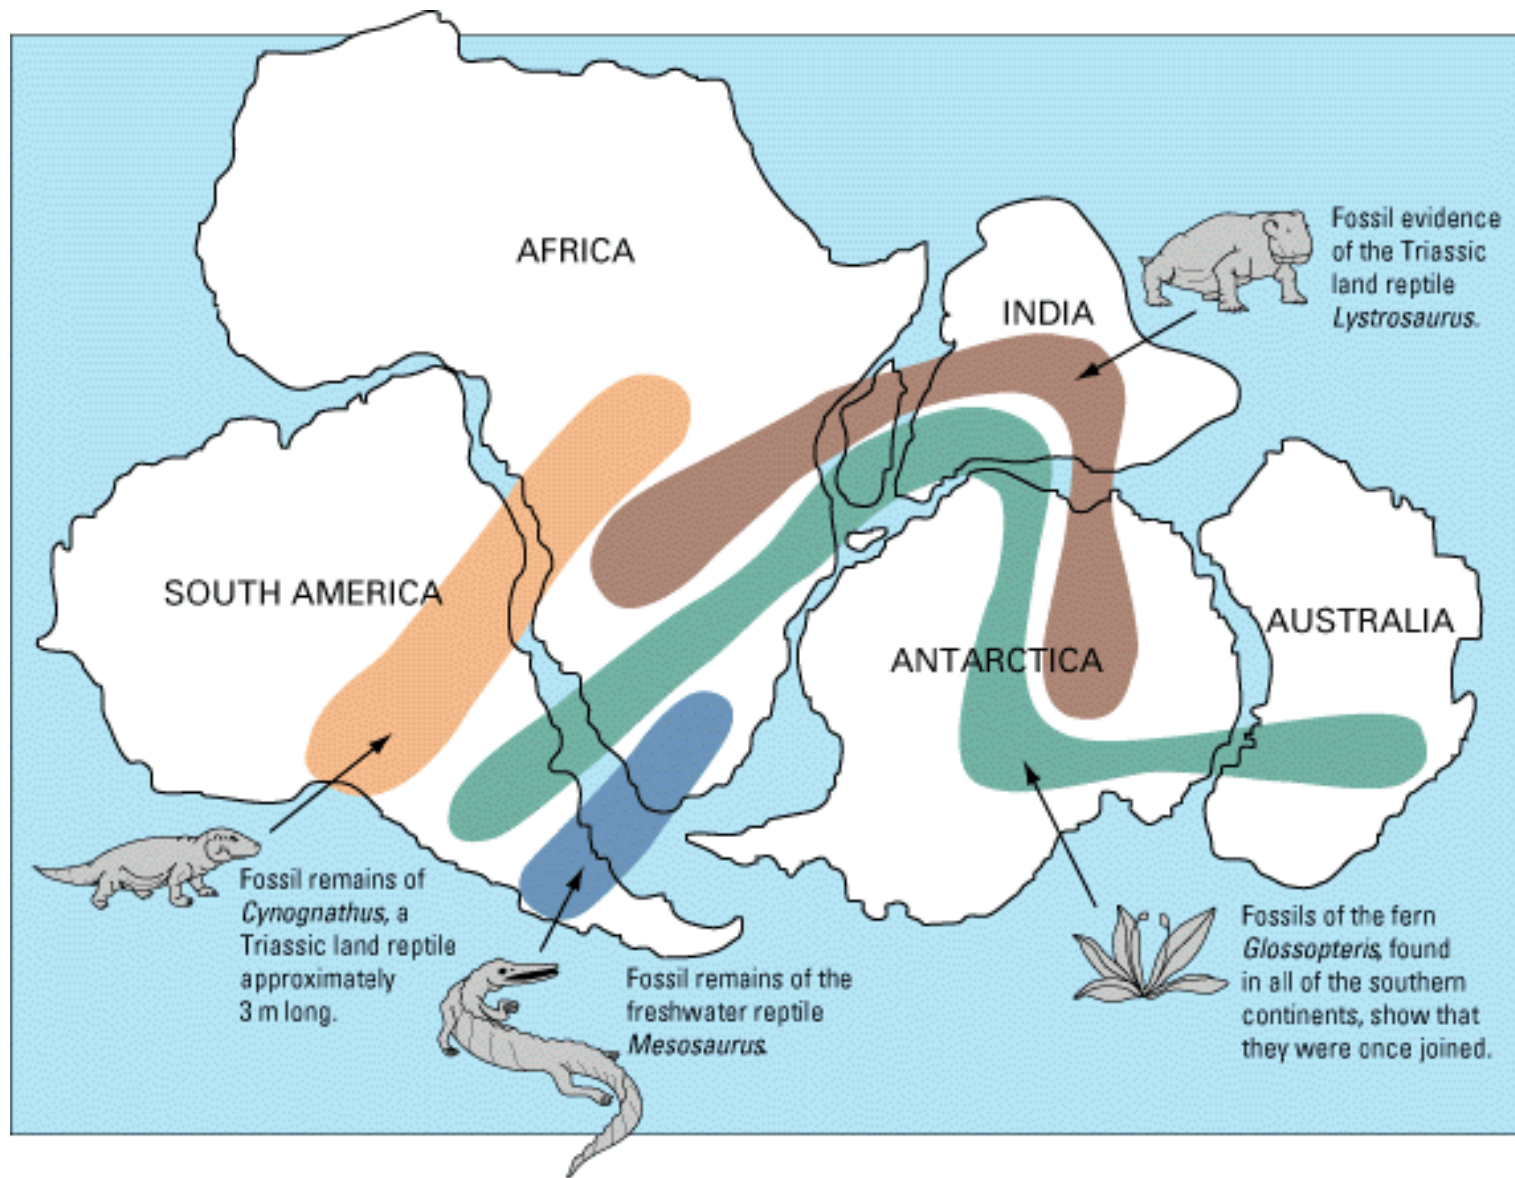 AFRICA
INDIA
SOUTH AMERICA
ANTARCTICA
AUSTRALIA
Fossil evidence
of the Triassic
land reptile
Lystrosaurus.
Fossil remains of
Cynognathus, a
Triassic land reptile
approximately
3 m long.
Fossil remains of the
freshwater reptile
Mesosaurus.
Fossils of the fern
Glossopteris, found
in all of the southern
continents, show that
they were once joined.